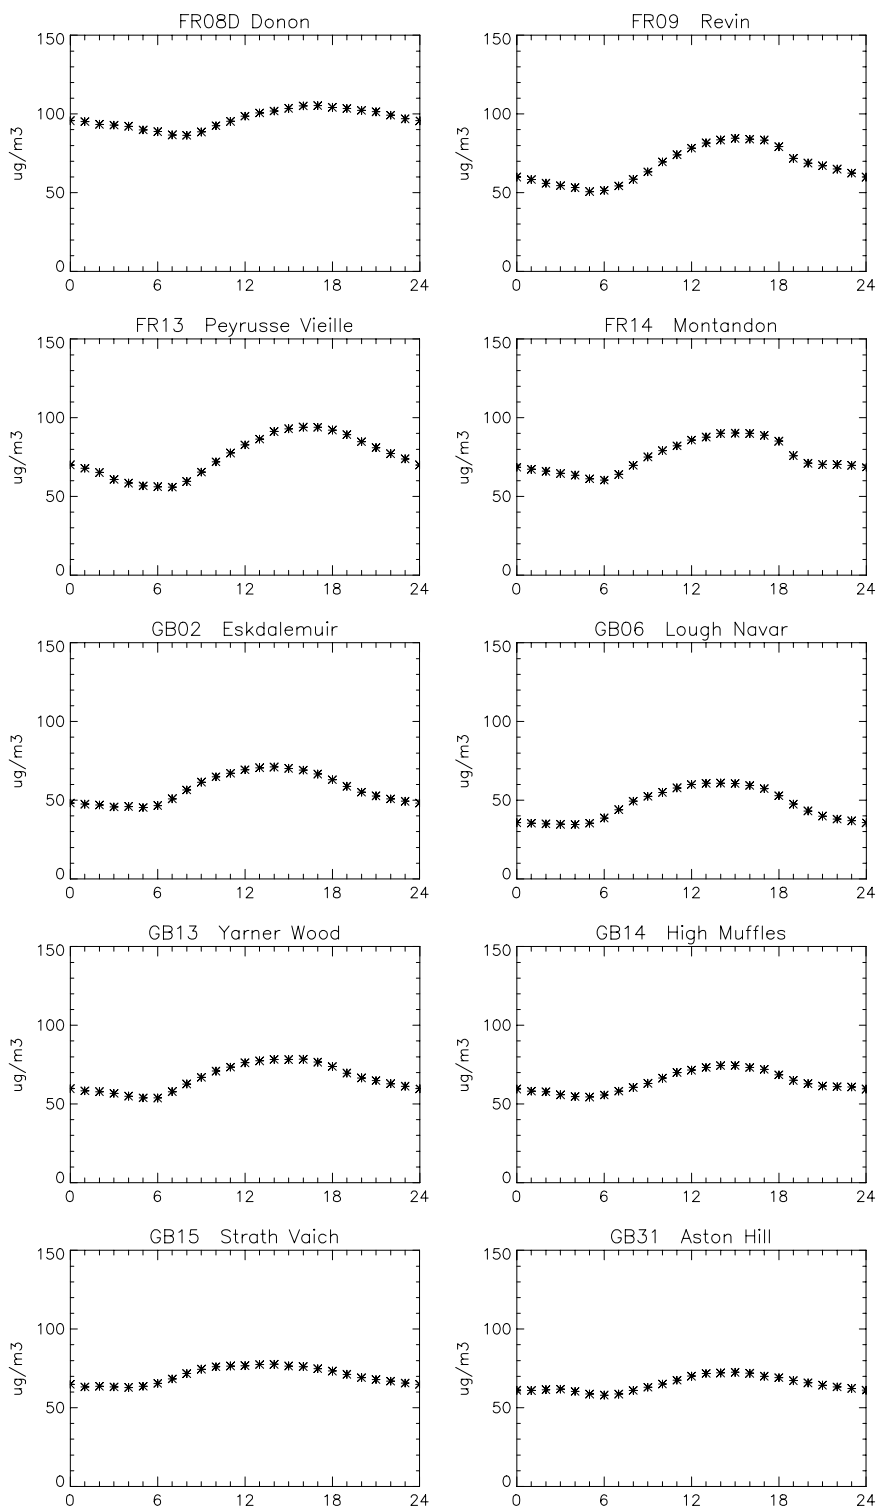 FR08D Donon
150
100
50
0
ug/m3
0 6 12 18 24
FR09 Revin
150
100
50
0
ug/m3
0 6 12 18 24
FR13 Peyrusse Vieille
150
100
50
0
ug/m3
0 6 12 18 24
FR14 Montandon
150
100
50
0
ug/m3
0 6 12 18 24
GB02 Eskdalemuir
150
100
50
0
ug/m3
0 6 12 18 24
GB06 Lough Navar
150
100
50
0
ug/m3
0 6 12 18 24
GB13 Yarner Wood
150
100
50
0
ug/m3
0 6 12 18 24
GB14 High Muffles
150
100
50
0
ug/m3
0 6 12 18 24
GB15 Strath Vaich
150
100
50
0
ug/m3
0 6 12 18 24
GB31 Aston Hill
150
100
50
0
ug/m3
0 6 12 18 24